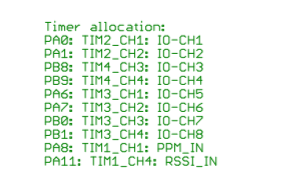 Timer allocation:
PA0: TIM2_CH1: IO-CH1
PA1: TIM2_CH2: IO-CH2
PB8: TIM4_CH3: IO-CH3
PB9: TIM4_CH4: IO-CH4
PA6: TIM3_CH1: IO-CH5
PA7: TIM3_CH2: IO-CH6
PB0: TIM3_CH3: IO-CH7
PB1: TIM3_CH4: IO-CH8
PA8: TIM1_CH1: PPM_IN
PA11: TIM1_CH4: RSSI_IN